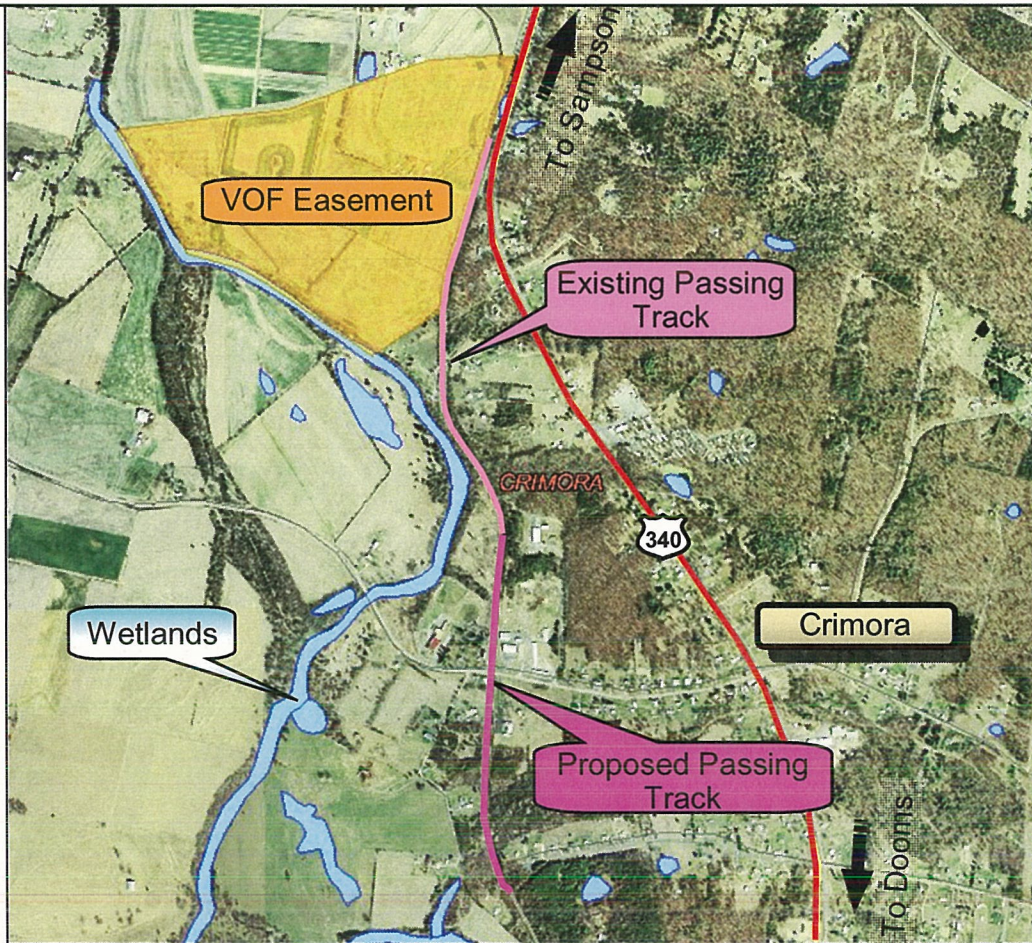 To Sampson
VOF Easement
Existing Passing
Track
CRIMORA
340
Wetlands
Crimora
Proposed Passing
Track
To Dooms